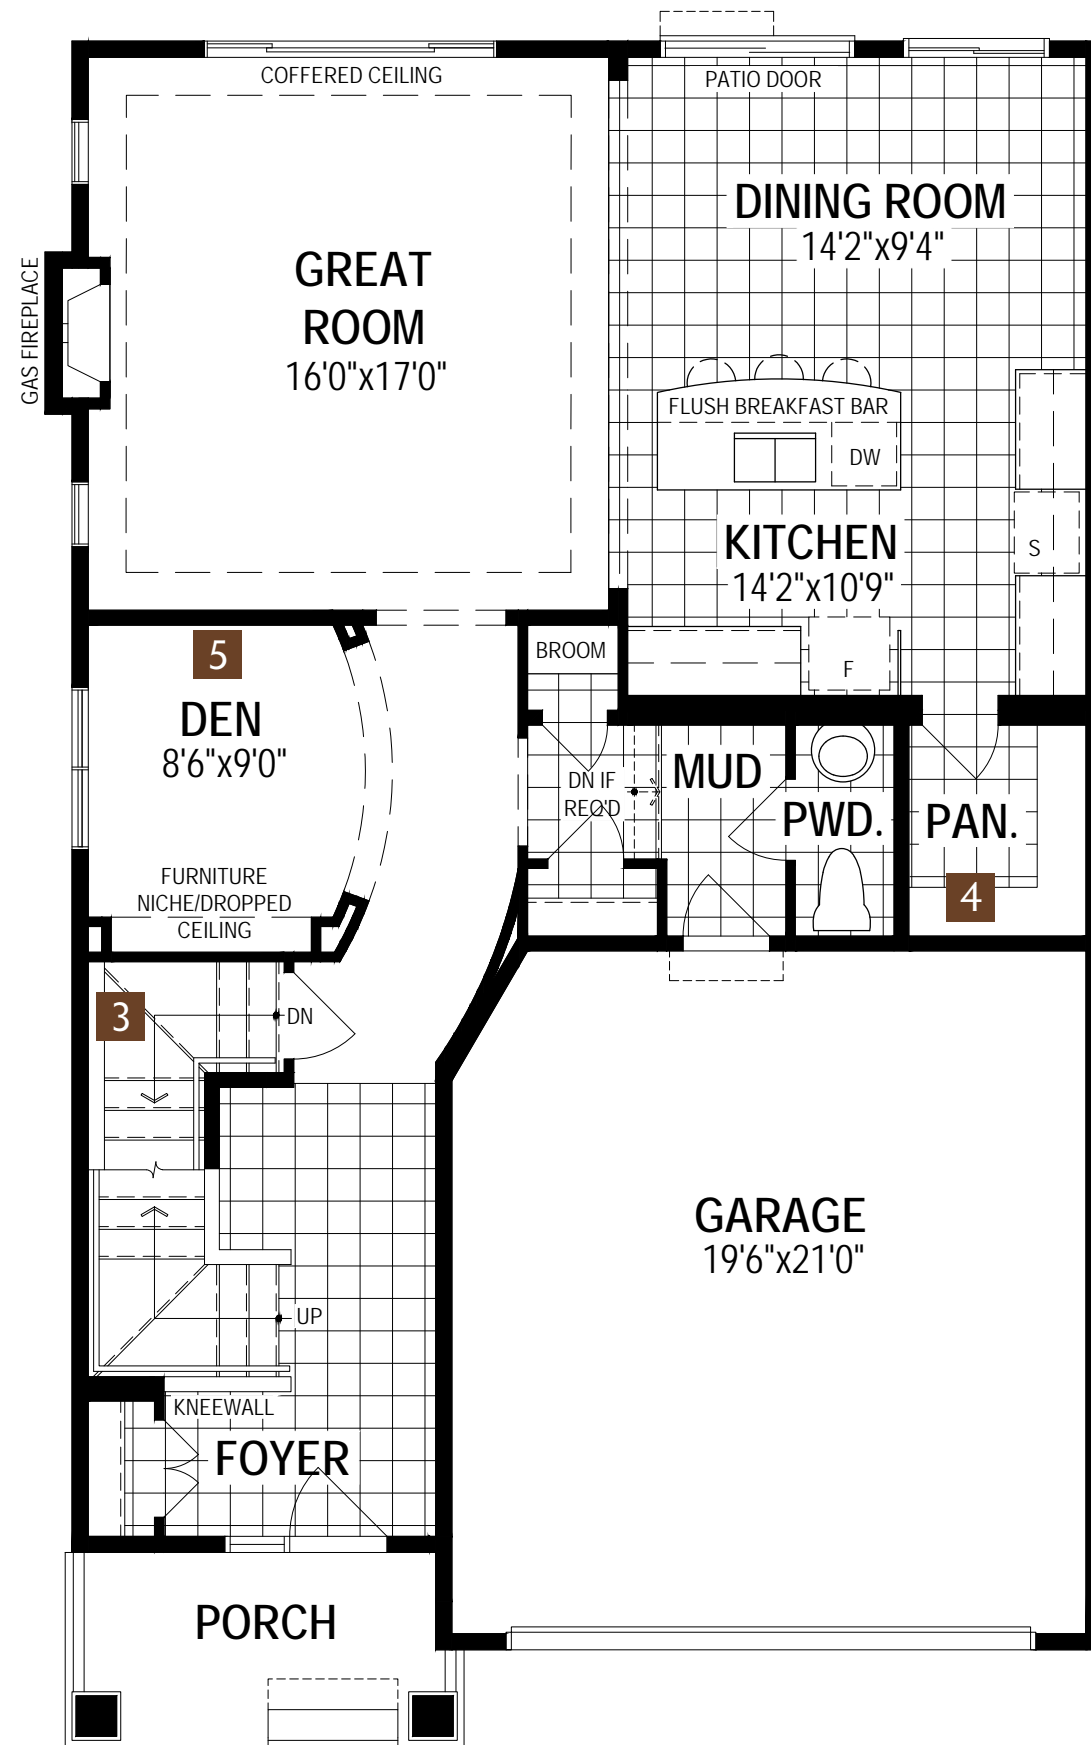 COFFERED CEILING
PATIO DOOR
DINING ROOM
14'2"x9'4"
GREAT
ROOM
16'0"x17'0"
GAS FIREPLACE
FLUSH BREAKFAST BAR
DW
KITCHEN
14'2"x10'9"
S
F
5
DEN
8'6"x9'0"
BROOM
DN IF
REQ'D
MUD
PWD.
PAN.
4
FURNITURE
NICHE/DROPPED
CEILING
3
DN
GARAGE
19'6"x21'0"
UP
KNEEWALL
FOYER
PORCH